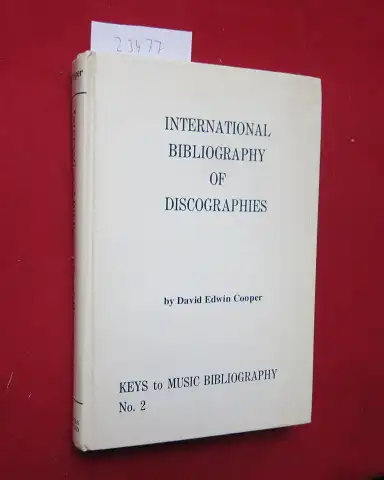 23477
INTERNATIONAL
BIBLIOGRAPHY
OF
DISCOGRAPHIES
by David Edwin Cooper
KEYS to MUSIC BIBLIOGRAPHY
No. 2